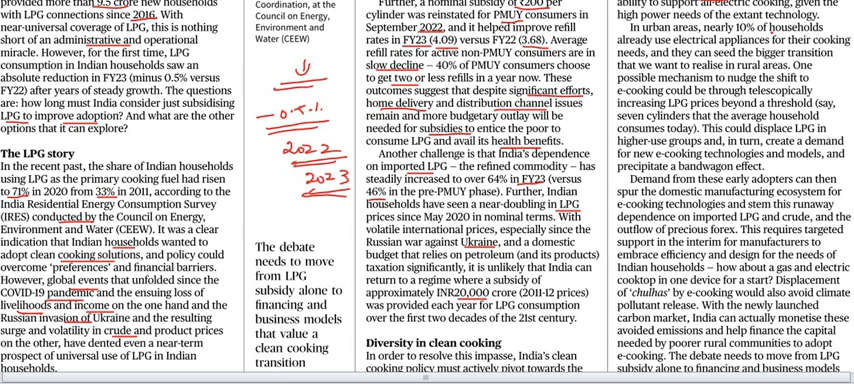 provided more than 9.5 crore new households
with LPG connections since 2016. With
near-universal coverage of LPG, this is nothing
short of an administrative and operational
miracle. However, for the first time, LPG
consumption in Indian households saw an
absolute reduction in FY23 (minus 0.5% versus
FY22) after years of steady growth. The questions
are: how long must India consider just subsidising
LPG to improve adoption? And what are the other
options that it can explore?
The LPG story
In the recent past, the share of Indian households
using LPG as the primary cooking fuel had risen
to 71% in 2020 from 33% in 2011, according to the
India Residential Energy Consumption Survey
(IRES) conducted by the Council on Energy,
Environment and Water (CEEW). It was a clear
indication that Indian households wanted to
adopt clean cooking solutions, and policy could
overcome ‘preferences’ and financial barriers.
However, global events that unfolded since the
COVID-19 pandemic and the ensuing loss of
livelihoods and income on the one hand and the
Russian invasion of Ukraine and the resulting
surge and volatility in crude and product prices
on the other, have dented even a near-term
prospect of universal use of LPG in Indian
households.
Coordination, at the
Council on Energy,
Environment and
Water (CEEW)
2022
2023
The debate
needs to move
from LPG
subsidy alone to
financing and
business models
that value a
clean cooking
transition
Further, a nominal subsidy of ₹200 per
cylinder was reinstated for PMUY consumers in
September 2022, and it helped improve refill
rates in FY23 (4.09) versus FY22 (3.68). Average
refill rates for active non-PMUY consumers are in
slow decline – 40% of PMUY consumers choose
to get two or less refills in a year now. These
outcomes suggest that despite significant efforts,
home delivery and distribution channel issues
remain and more budgetary outlay will be
needed for subsidies to entice the poor to
consume LPG and avail its health benefits.
Another challenge is that India’s dependence
on imported LPG – the refined commodity – has
steadily increased to over 64% in FY23 (versus
46% in the pre-PMUY phase). Further, Indian
households have seen a near-doubling in LPG
prices since May 2020 in nominal terms. With
volatile international prices, especially since the
Russian war against Ukraine, and a domestic
budget that relies on petroleum (and its products)
taxation significantly, it is unlikely that India can
return to a regime where a subsidy of
approximately INR20,000 crore (2011-12 prices)
was provided each year for LPG consumption
over the first two decades of the 21st century.
Diversity in clean cooking
In order to resolve this impasse, India’s clean
cooking policy must actively pivot towards the
ability to support electric cooking, given the
high power needs of the extant technology.
In urban areas, nearly 10% of households
already use electrical appliances for their cooking
needs, and they can seed the bigger transition
that we want to realise in rural areas. One
possible mechanism to nudge the shift to
e-cooking could be through telescopically
increasing LPG prices beyond a threshold (say,
seven cylinders that the average household
consumes today). This could displace LPG in
higher-use groups and, in turn, create a demand
for new e-cooking technologies and models, and
precipitate a bandwagon effect.
Demand from these early adopters can then
spur the domestic manufacturing ecosystem for
e-cooking technologies and stem this runaway
dependence on imported LPG and crude, and the
outflow of precious forex. This requires targeted
support in the interim for manufacturers to
embrace efficiency and design for the needs of
Indian households – how about a gas and electric
cooktop in one device for a start? Displacement
of ‘chulhas’ by e-cooking would also avoid climate
pollutant release. With the newly launched
carbon market, India can actually monetise these
avoided emissions and help finance the capital
needed by poorer rural communities to adopt
e-cooking. The debate needs to move from LPG
subsidy alone to financing and business models